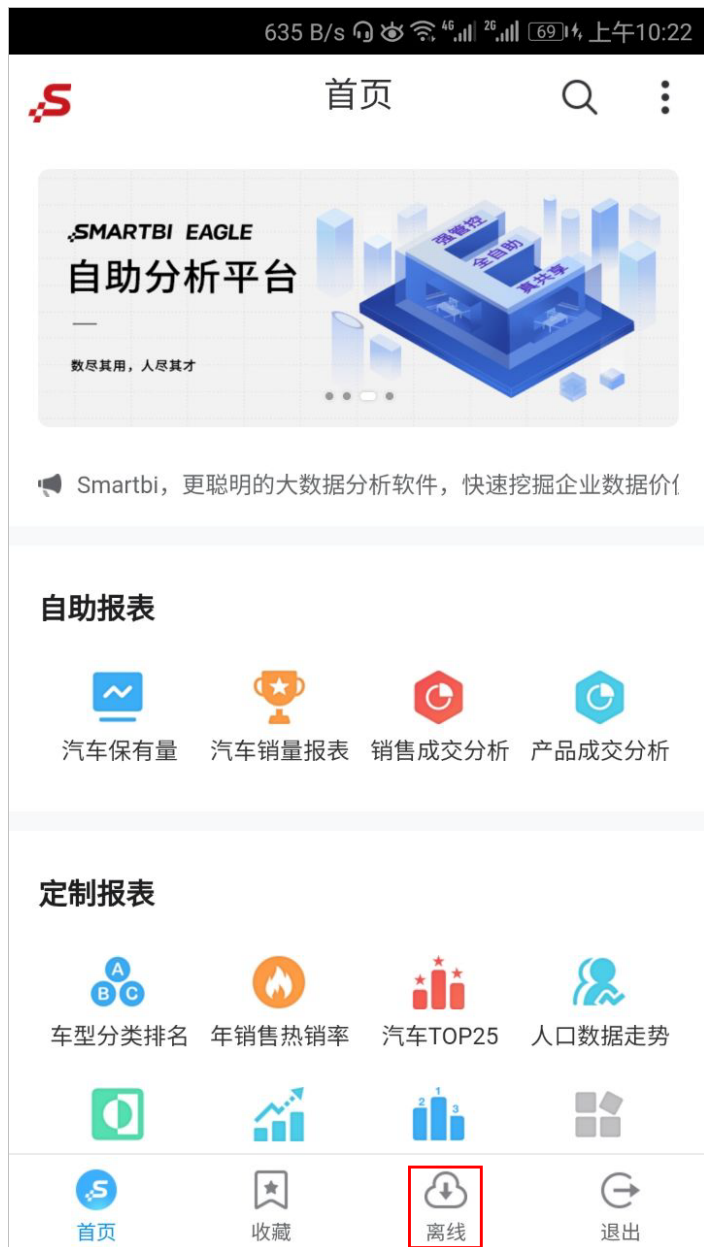 635 B/s 4G 2G 69 上午10:22
首页
SMARTBI EAGLE
自助分析平台
数尽其用，人尽其才
强管控
全自助
真共享
Smartbi，更聪明的大数据分析软件，快速挖掘企业数据价
自助报表
汽车保有量 汽车销量报表 销售成交分析 产品成交分析
定制报表
A
B C
车型分类排名 年销售热销率 汽车TOP25 人口数据走势
2 1 3
首页 收藏 离线 退出